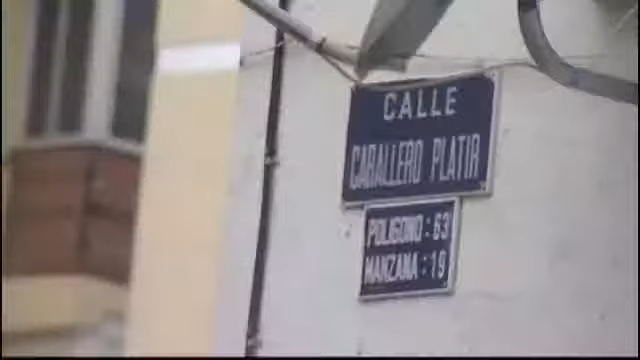 CALLE
CABALLERO PLATIR
POLIGONO: 63
MANZANA: 19